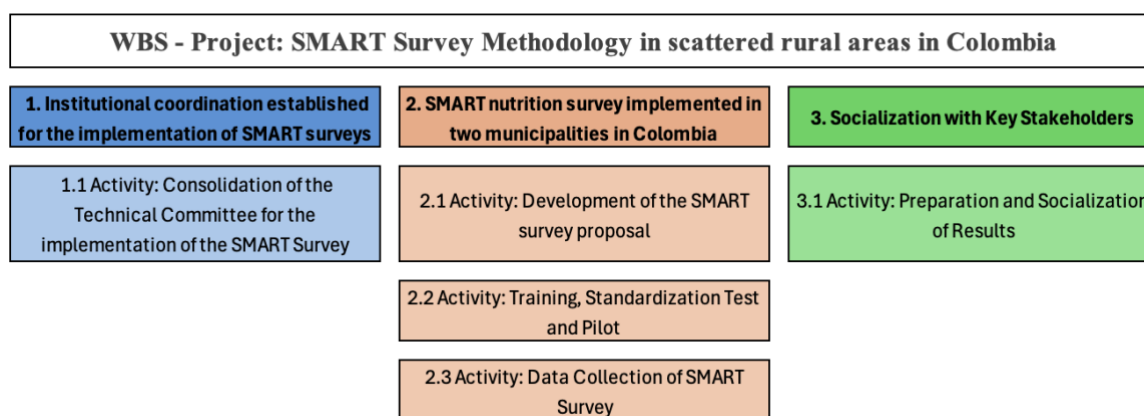 WBS - Project: SMART Survey Methodology in scattered rural areas in Colombia
1. Institutional coordination established
for the implementation of SMART surveys
1.1 Activity: Consolidation of the
Technical Committee for the
implementation of the SMART Survey
2. SMART nutrition survey implemented in
two municipalities in Colombia
2.1 Activity: Development of the SMART
survey proposal
2.2 Activity: Training, Standardization Test
and Pilot
2.3 Activity: Data Collection of SMART
Survey
3. Socialization with Key Stakeholders
3.1 Activity: Preparation and Socialization
of Results